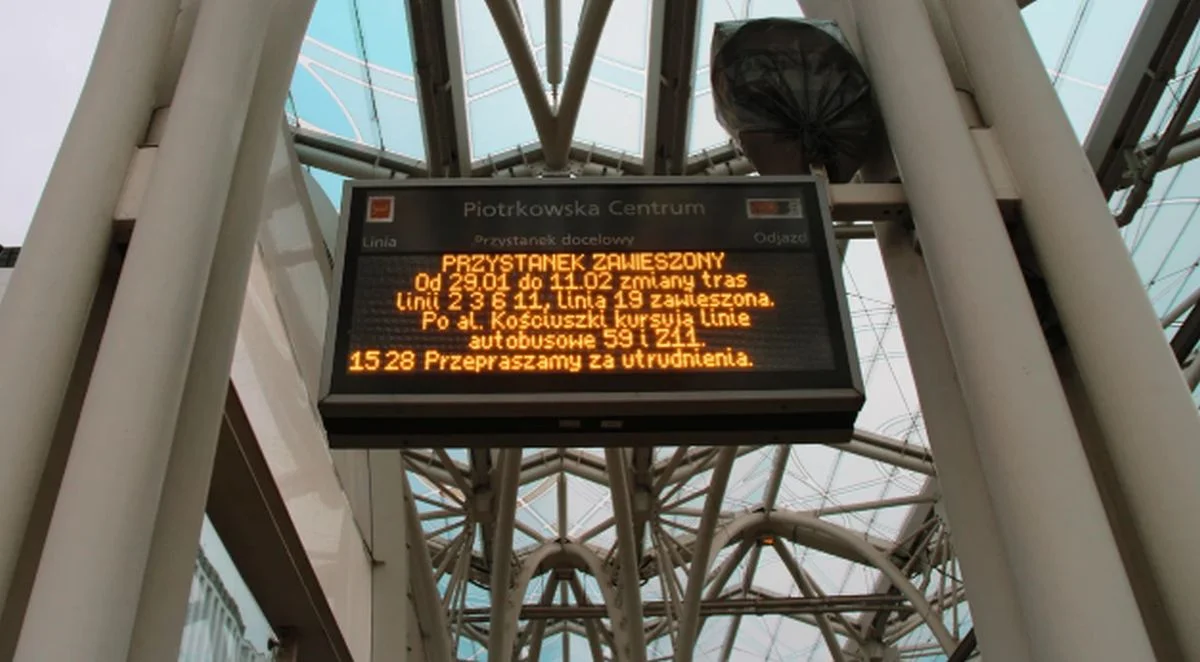 Piotrkowska Centrum
Linia Przystanek docelowy Odjazd
PRZYSTANEK ZAWIESZONY
Od 29.01 do 11.02 zmiany tras
linii 2 3 6 11, linia 19 zawieszona.
Po al. Kościuszki kursują linie
autobusowe 59 i Z11.
15 28 Przepraszamy za utrudnienia.